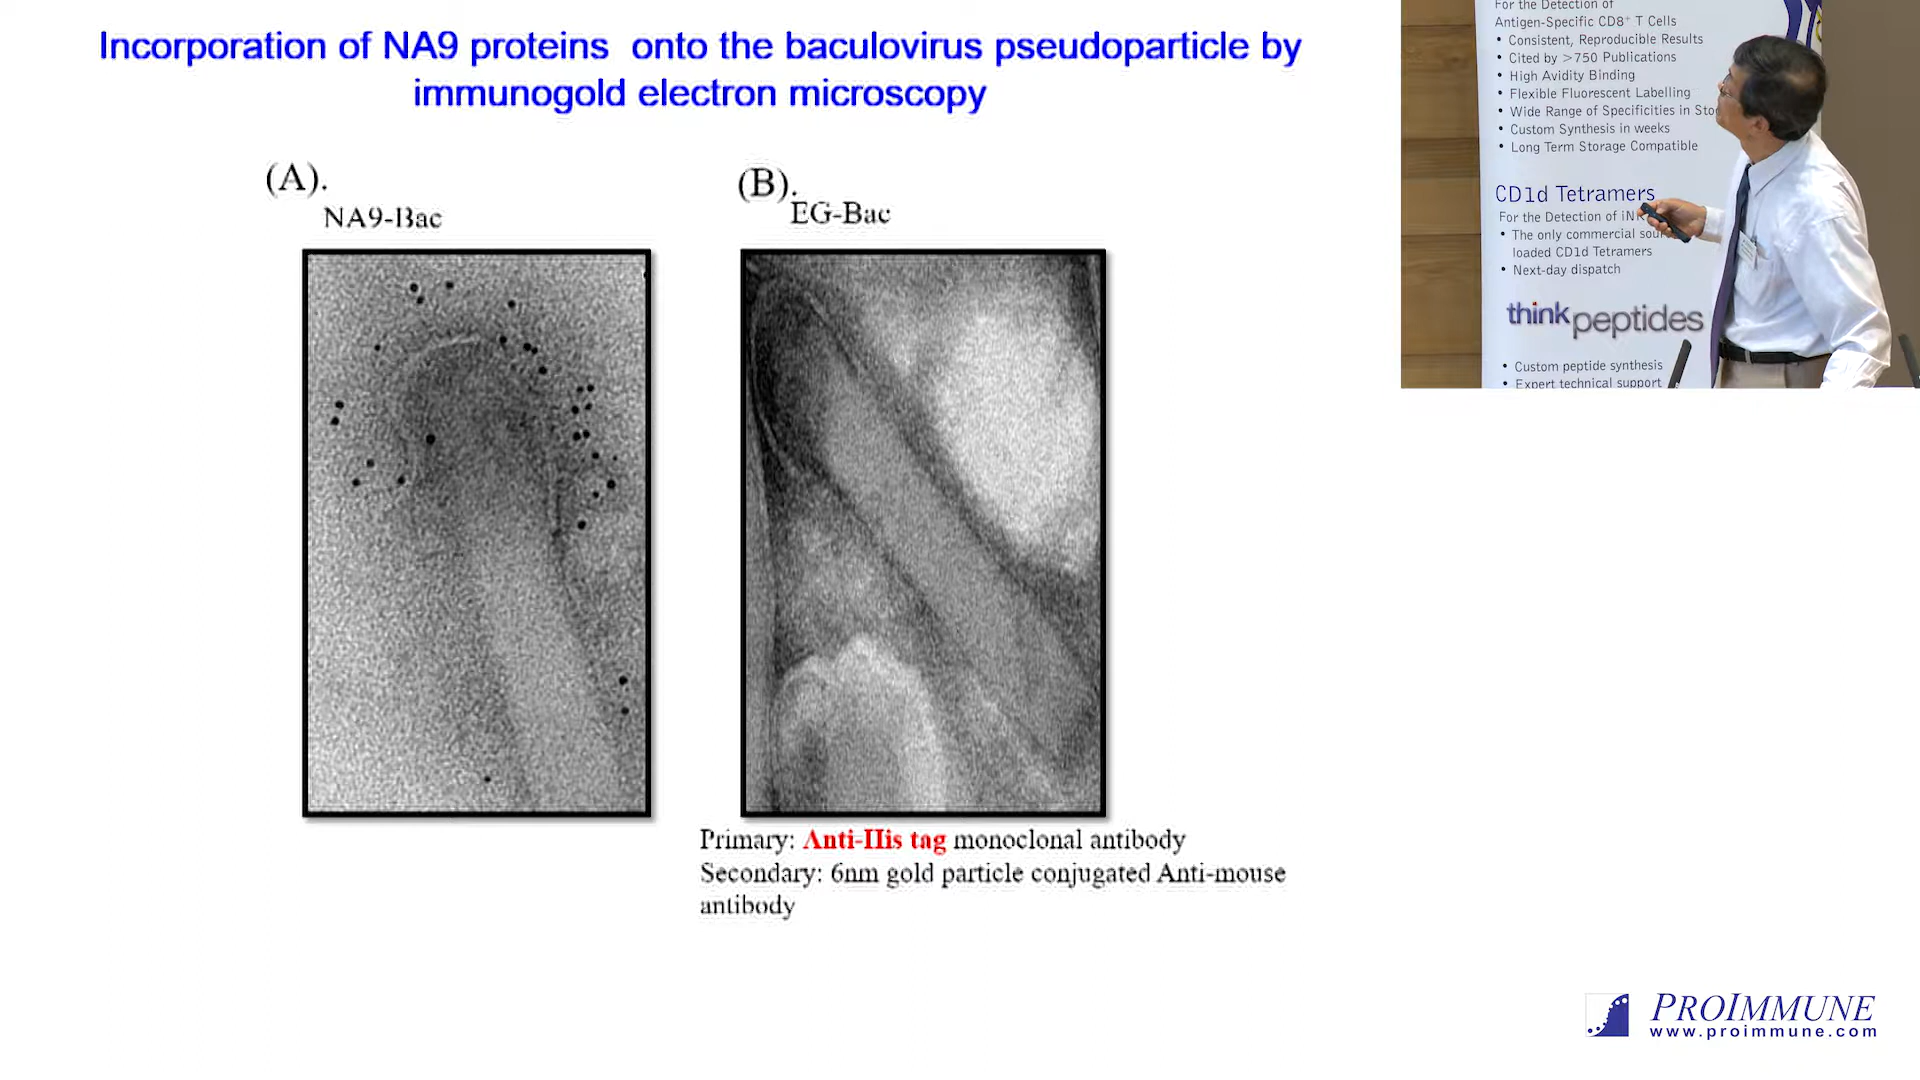 Incorporation of NA9 proteins onto the baculovirus pseudoparticle by
immunogold electron microscopy
(A).
NA9-Bac
(B).
EG-Bac
Primary: Anti-His tag monoclonal antibody
Secondary: 6nm gold particle conjugated Anti-mouse
antibody
For the Detection of
Antigen-Specific CD8⁺ T Cells
• Consistent, Reproducible Results
• Cited by >750 Publications
• High Avidity Binding
• Flexible Fluorescent Labelling
• Wide Range of Specificities in
• Custom Synthesis in weeks
• Long Term Storage Compatible
CD1d Tetramers
For the Detection of
• The only commercial
loaded CD1d Tetramers
• Next-day dispatch
think peptides
• Custom peptide synthesis
• Expert technical support
PROIMMUNE
www.proimmune.com